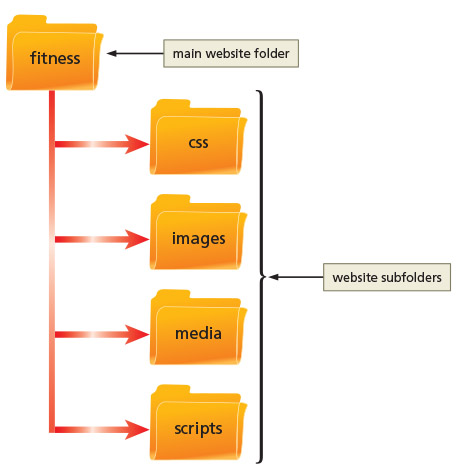 fitness
main website folder
css
images
website subfolders
media
scripts